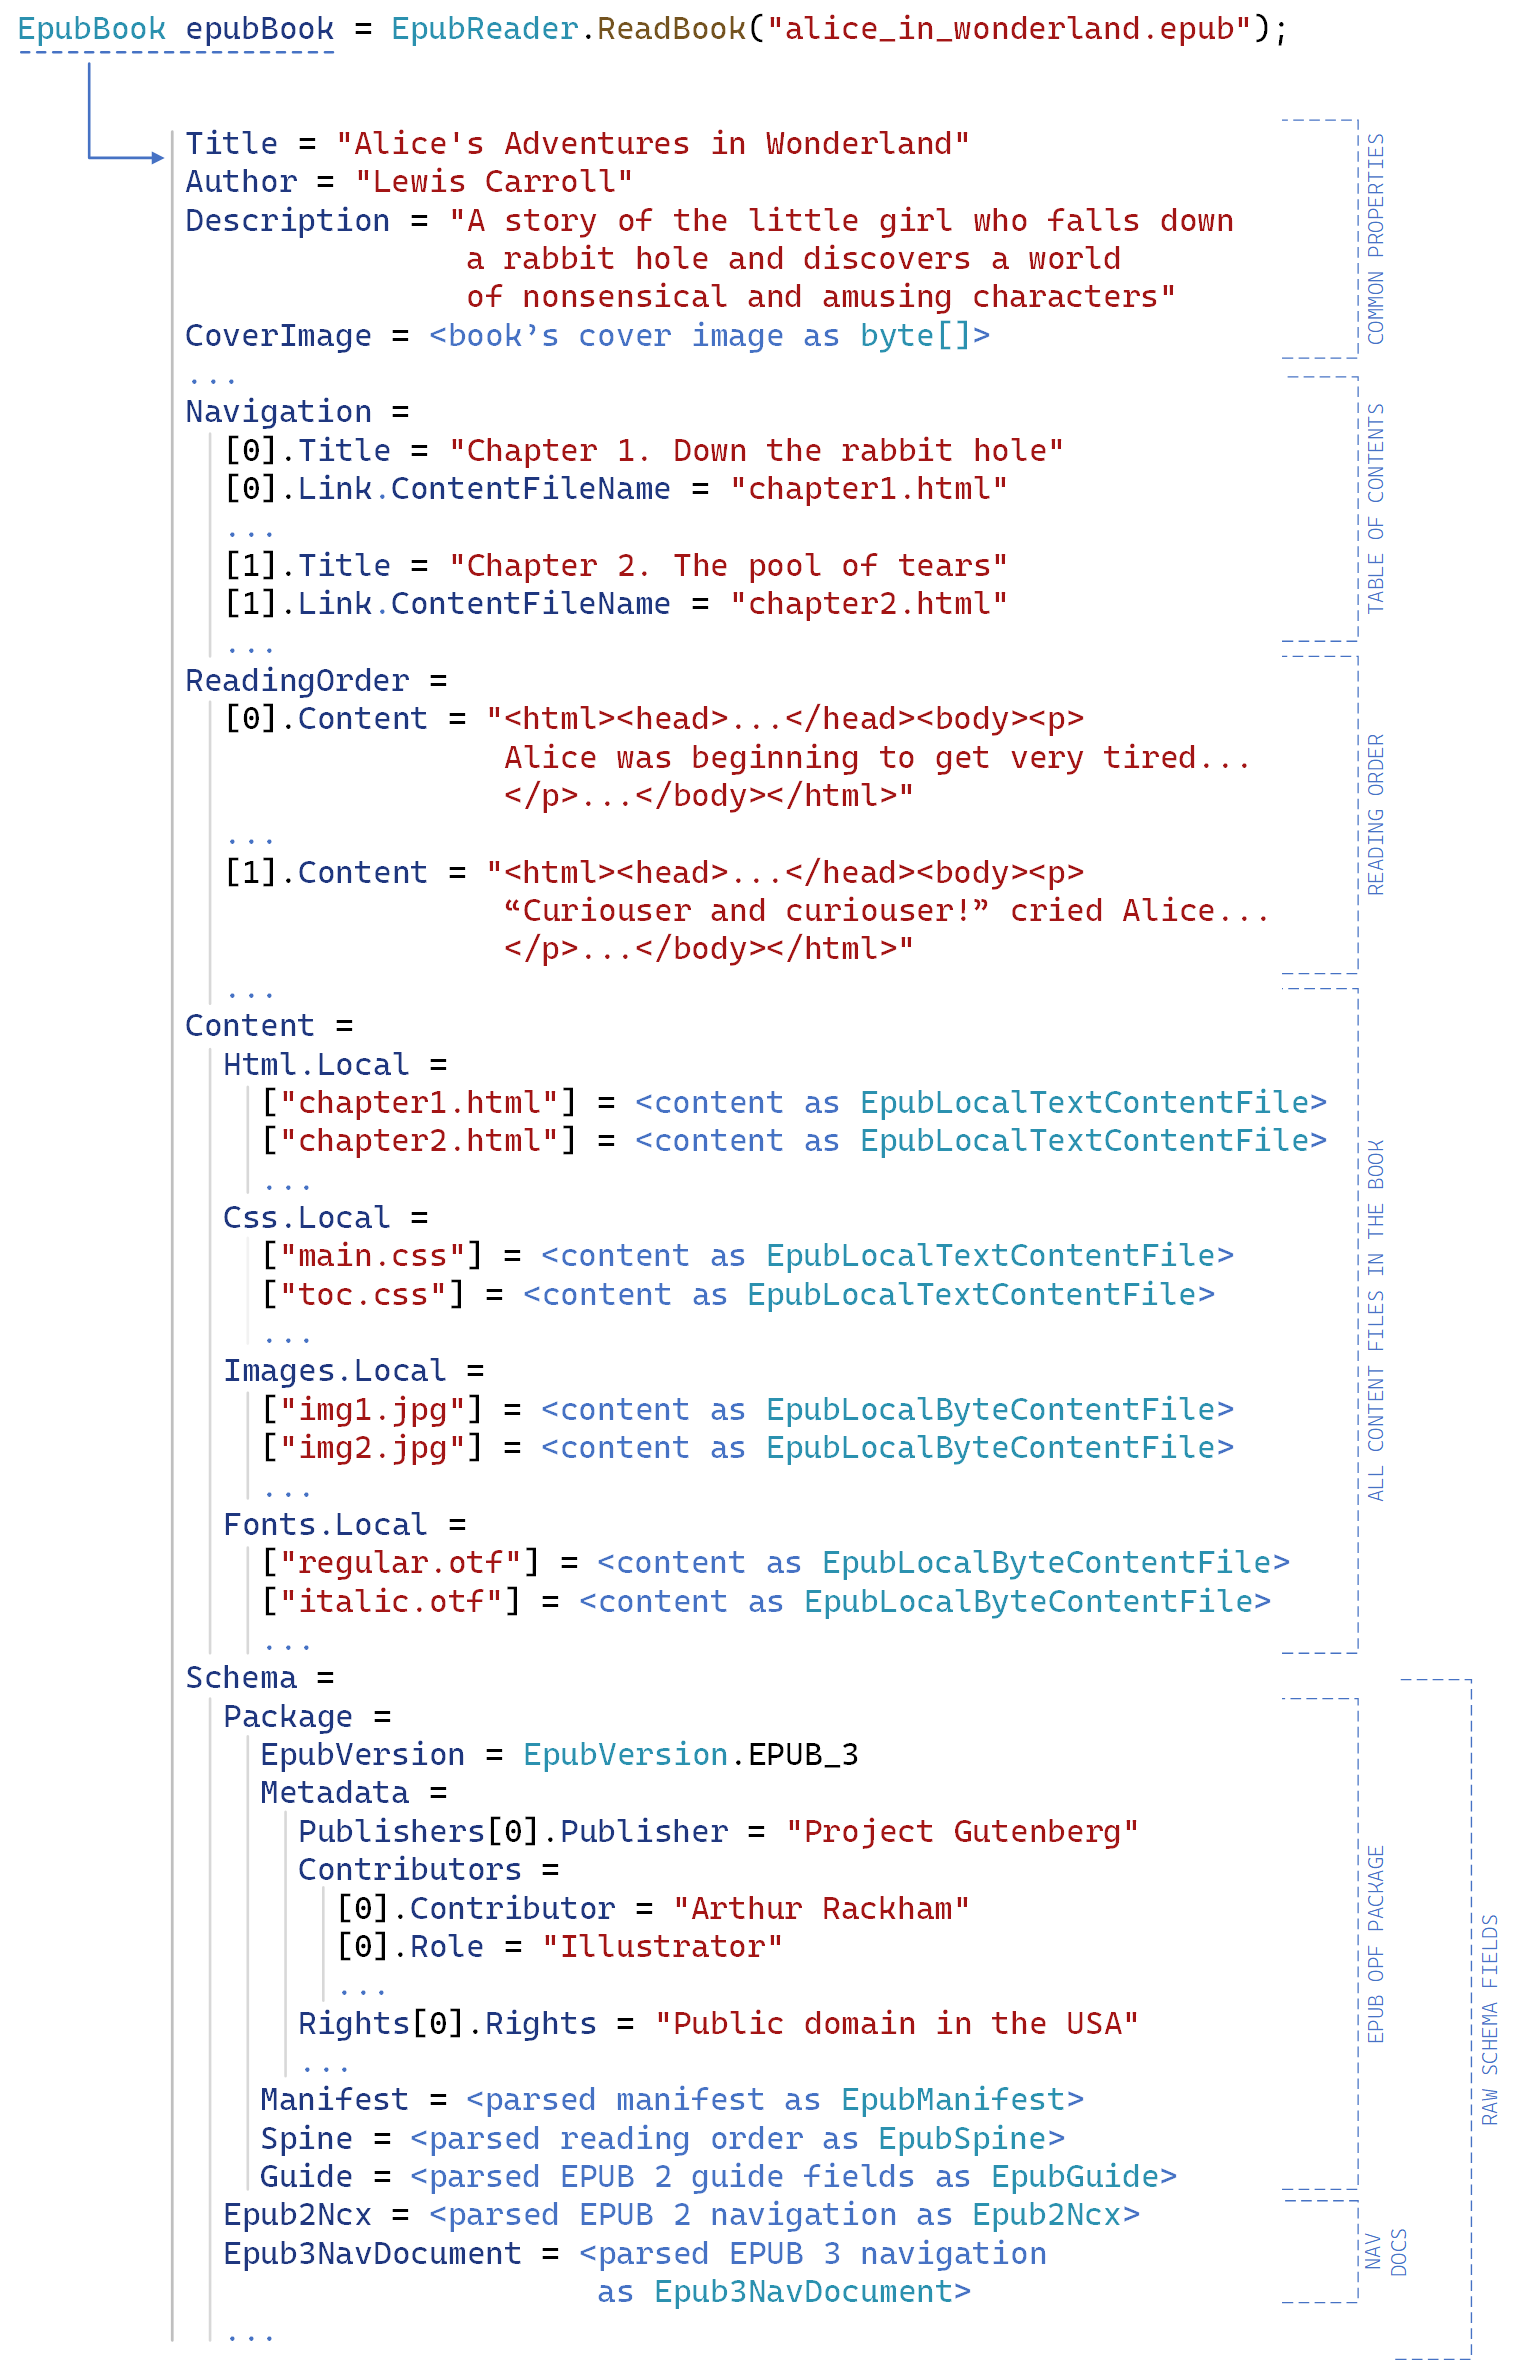 EpubBook epubBook = EpubReader.ReadBook("alice_in_wonderland.epub");
Title = "Alice's Adventures in Wonderland"
Author = "Lewis Carroll"
Description = "A story of the little girl who falls down
a rabbit hole and discovers a world
of nonsensical and amusing characters"
CoverImage = <book’s cover image as byte[]>
...
COMMON PROPERTIES
Navigation =
[0].Title = "Chapter 1. Down the rabbit hole"
[0].Link.ContentFileName = "chapter1.html"
...
[1].Title = "Chapter 2. The pool of tears"
[1].Link.ContentFileName = "chapter2.html"
...
TABLE OF CONTENTS
ReadingOrder =
[0].Content = "<html><head>...</head><body><p>
Alice was beginning to get very tired...
</p>...</body></html>"
...
[1].Content = "<html><head>...</head><body><p>
“Curiouser and curiouser!” cried Alice...
</p>...</body></html>"
...
READING ORDER
Content =
Html.Local =
["chapter1.html"] = <content as EpubLocalTextContentFile>
["chapter2.html"] = <content as EpubLocalTextContentFile>
...
Css.Local =
["main.css"] = <content as EpubLocalTextContentFile>
["toc.css"] = <content as EpubLocalTextContentFile>
...
Images.Local =
["img1.jpg"] = <content as EpubLocalByteContentFile>
["img2.jpg"] = <content as EpubLocalByteContentFile>
...
Fonts.Local =
["regular.otf"] = <content as EpubLocalByteContentFile>
["italic.otf"] = <content as EpubLocalByteContentFile>
...
ALL CONTENT FILES IN THE BOOK
Schema =
Package =
EpubVersion = EpubVersion.EPUB_3
Metadata =
Publishers[0].Publisher = "Project Gutenberg"
Contributors =
[0].Contributor = "Arthur Rackham"
[0].Role = "Illustrator"
...
Rights[0].Rights = "Public domain in the USA"
...
Manifest = <parsed manifest as EpubManifest>
Spine = <parsed reading order as EpubSpine>
Guide = <parsed EPUB 2 guide fields as EpubGuide>
EPUB OPF PACKAGE
Epub2Ncx = <parsed EPUB 2 navigation as Epub2Ncx>
Epub3NavDocument = <parsed EPUB 3 navigation
as Epub3NavDocument>
...
NAV
DOCS
RAW SCHEMA FIELDS